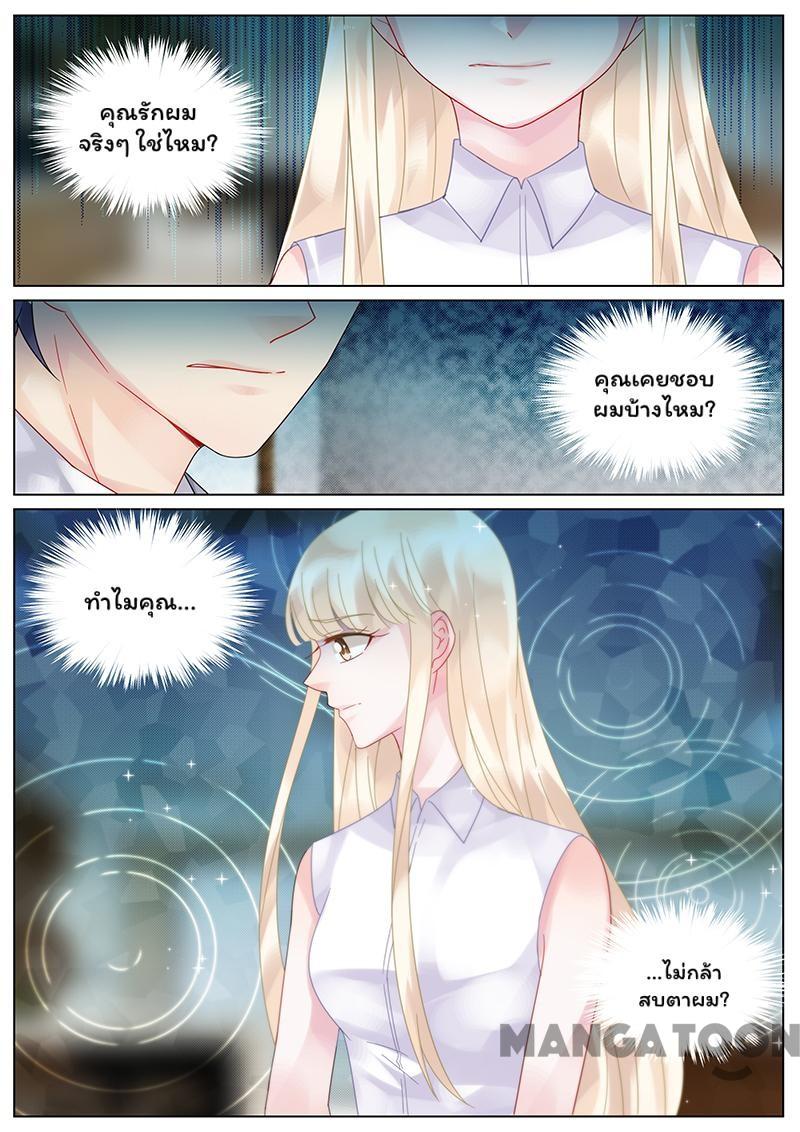 คุณรักผม
จริงๆ ใช่ไหม?
คุณเคยชอบ
ผมบ้างไหม?
ทำไมคุณ...
...ไม่กล้า
สบตาผม?
MANGATOON